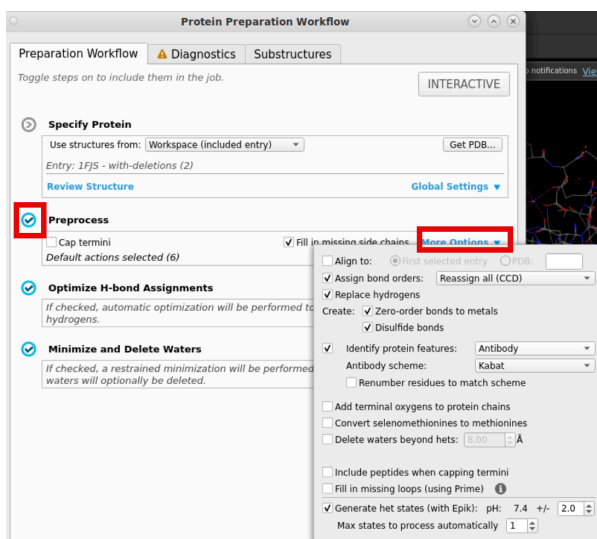 Protein Preparation Workflow
Preparation Workflow Diagnostics Substructures
Toggle steps on to include them in the job. INTERACTIVE
notifications Vie
Specify Protein
Use structures from: Workspace (included entry) Get PDB...
Entry: 1FJS - with-deletions (2)
Review Structure Global Settings
Preprocess
Cap termini Fill in missing side chains More Options
Default actions selected (6)
Align to: First selected entry PDB:
Assign bond orders: Reassign all (CCD)
Replace hydrogens
Optimize H-bond Assignments
Create: Zero-order bonds to metals
If checked, automatic optimization will be performed to
hydrogens.
Disulfide bonds
Minimize and Delete Waters
Identify protein features: Antibody
If checked, a restrained minimization will be performed
Antibody scheme: Kabat
waters will optionally be deleted.
Renumber residues to match scheme
Add terminal oxygens to protein chains
Convert selenomethionines to methionines
Delete waters beyond hets: 8.00 Å
Include peptides when capping termini
Fill in missing loops (using Prime)
Generate het states (with Epik): pH: 7.4 +/- 2.0
Max states to process automatically 1